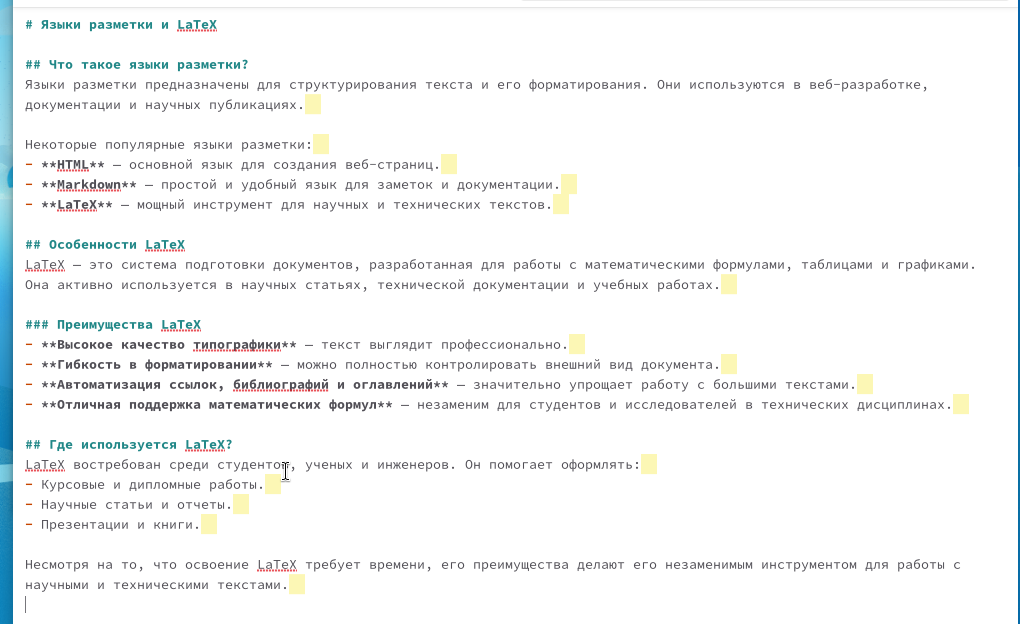 # Языки разметки и LaTeX
## Что такое языки разметки?
Языки разметки предназначены для структурирования текста и его форматирования. Они используются в веб-разработке,
документации и научных публикациях.
Некоторые популярные языки разметки:
- **HTML** — основной язык для создания веб-страниц.
- **Markdown** — простой и удобный язык для заметок и документации.
- **LaTeX** — мощный инструмент для научных и технических текстов.
## Особенности LaTeX
LaTeX — это система подготовки документов, разработанная для работы с математическими формулами, таблицами и графиками.
Она активно используется в научных статьях, технической документации и учебных работах.
### Преимущества LaTeX
- **Высокое качество типографики** — текст выглядит профессионально.
- **Гибкость в форматировании** — можно полностью контролировать внешний вид документа.
- **Автоматизация ссылок, библиографий и оглавлений** — значительно упрощает работу с большими текстами.
- **Отличная поддержка математических формул** — незаменим для студентов и исследователей в технических дисциплинах.
## Где используется LaTeX?
LaTeX востребован среди студентов, ученых и инженеров. Он помогает оформлять:
- Курсовые и дипломные работы.
- Научные статьи и отчеты.
- Презентации и книги.
Несмотря на то, что освоение LaTeX требует времени, его преимущества делают его незаменимым инструментом для работы с
научными и техническими текстами.